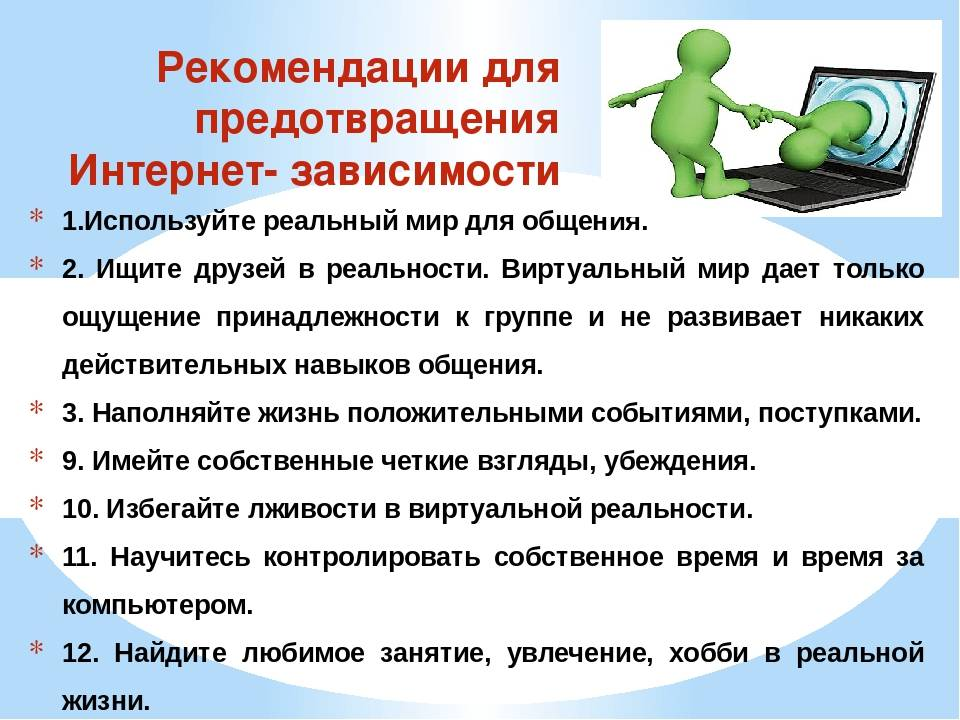 Рекомендации для
предотвращения
Интернет- зависимости
* 1.Используйте реальный мир для общения.
* 2. Ищите друзей в реальности. Виртуальный мир дает только
ощущение принадлежности к группе и не развивает никаких
действительных навыков общения.
* 3. Наполняйте жизнь положительными событиями, поступками.
* 9. Имейте собственные четкие взгляды, убеждения.
* 10. Избегайте лживости в виртуальной реальности.
* 11. Научитесь контролировать собственное время и время за
компьютером.
* 12. Найдите любимое занятие, увлечение, хобби в реальной
жизни.